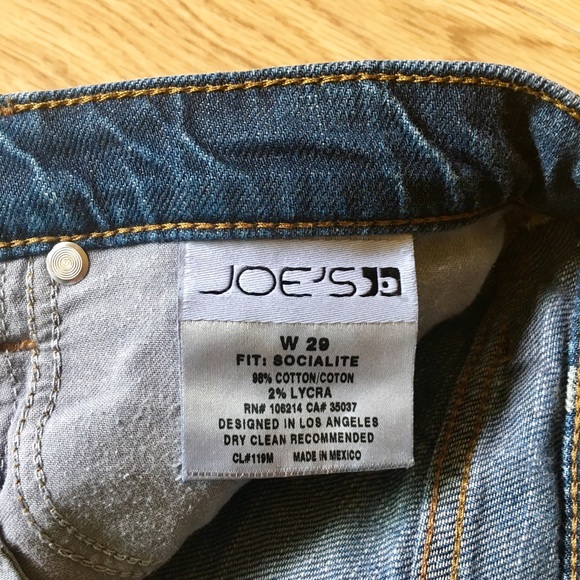 JOE'S
W 29
FIT: SOCIALITE
98% COTTON/COTON
2% LYCRA
RN# 106214 CA# 35037
DESIGNED IN LOS ANGELES
DRY CLEAN RECOMMENDED
CL#119M MADE IN MEXICO